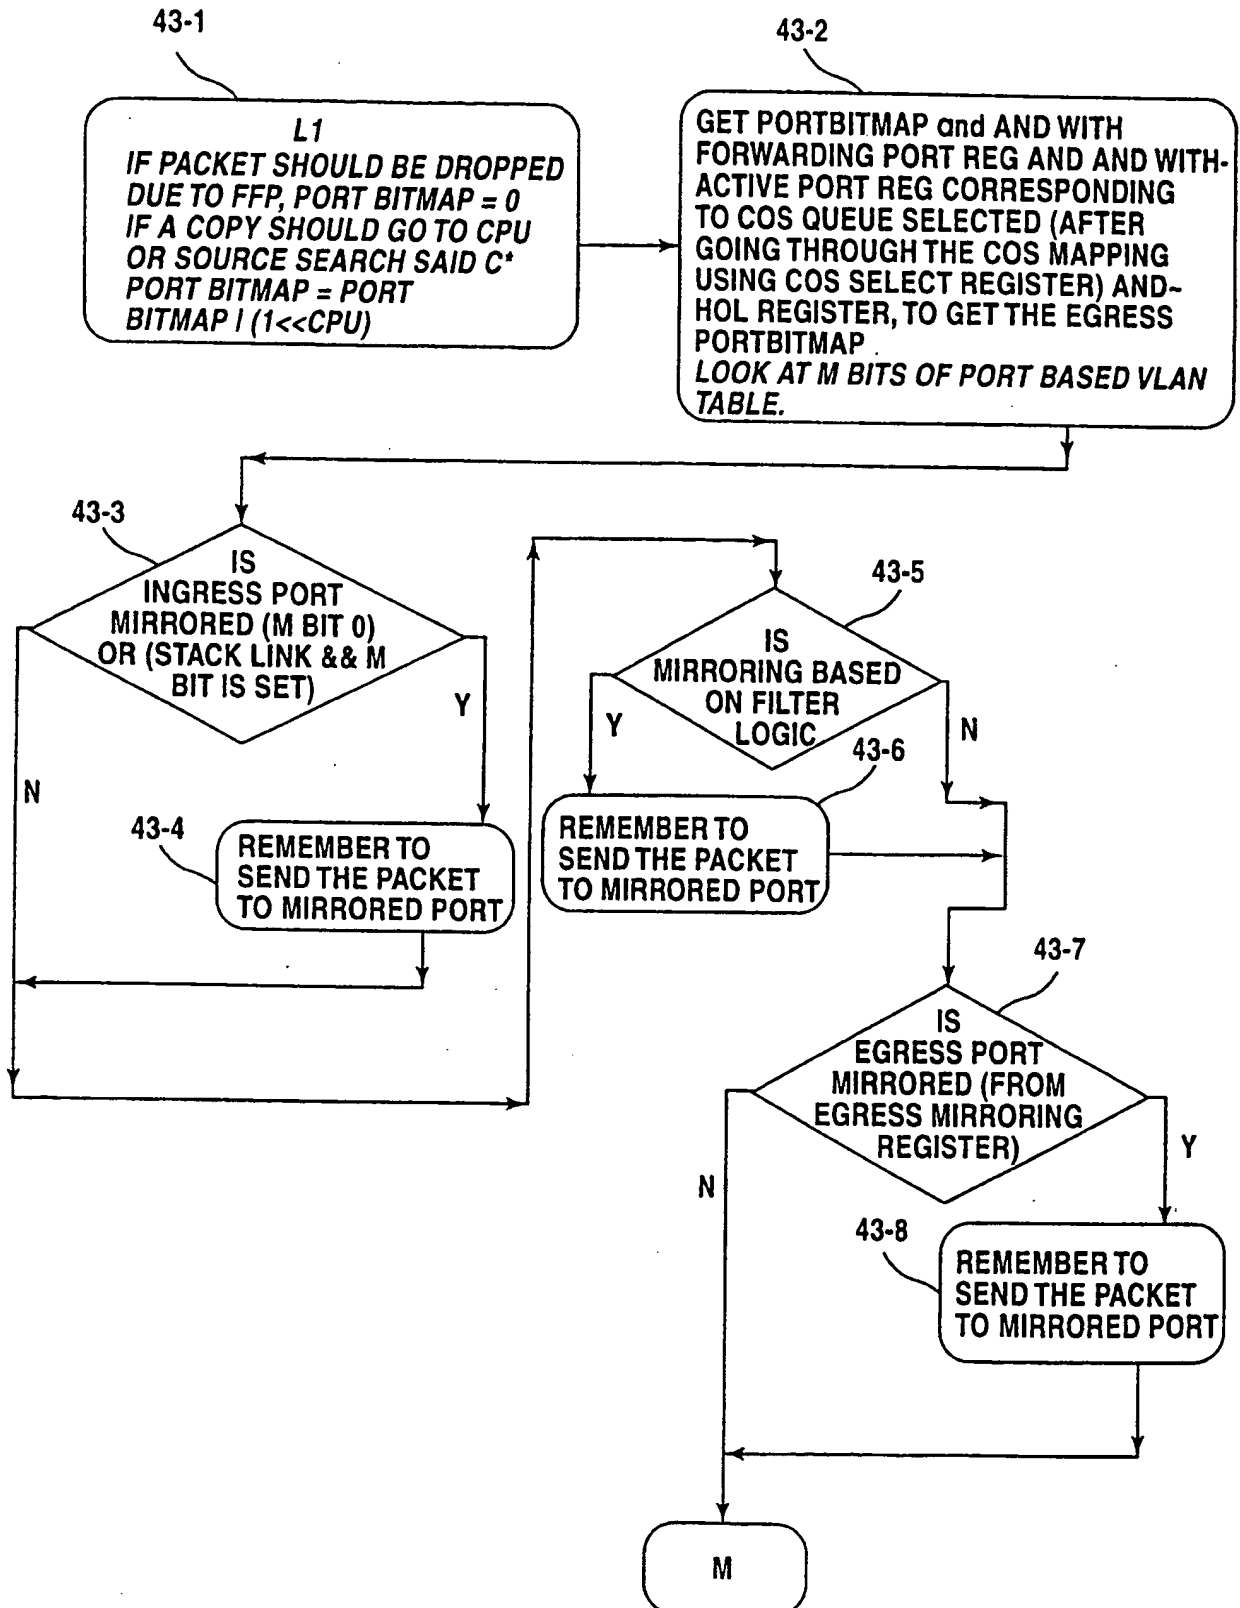 43-1
L1
IF PACKET SHOULD BE DROPPED
DUE TO FFP, PORT BITMAP = 0
IF A COPY SHOULD GO TO CPU
OR SOURCE SEARCH SAID C*
PORT BITMAP = PORT
BITMAP I (1<<CPU)
43-2
GET PORTBITMAP and AND WITH
FORWARDING PORT REG AND AND WITH-
ACTIVE PORT REG CORRESPONDING
TO COS QUEUE SELECTED (AFTER
GOING THROUGH THE COS MAPPING
USING COS SELECT REGISTER) AND~
HOL REGISTER, TO GET THE EGRESS
PORTBITMAP
LOOK AT M BITS OF PORT BASED VLAN
TABLE.
43-3
IS
INGRESS PORT
MIRRORED (M BIT 0)
OR (STACK LINK && M
BIT IS SET)
Y
N
43-4
REMEMBER TO
SEND THE PACKET
TO MIRRORED PORT
43-5
IS
MIRRORING BASED
ON FILTER
LOGIC
Y
N
43-6
REMEMBER TO
SEND THE PACKET
TO MIRRORED PORT
43-7
IS
EGRESS PORT
MIRRORED (FROM
EGRESS MIRRORING
REGISTER)
Y
N
43-8
REMEMBER TO
SEND THE PACKET
TO MIRRORED PORT
M